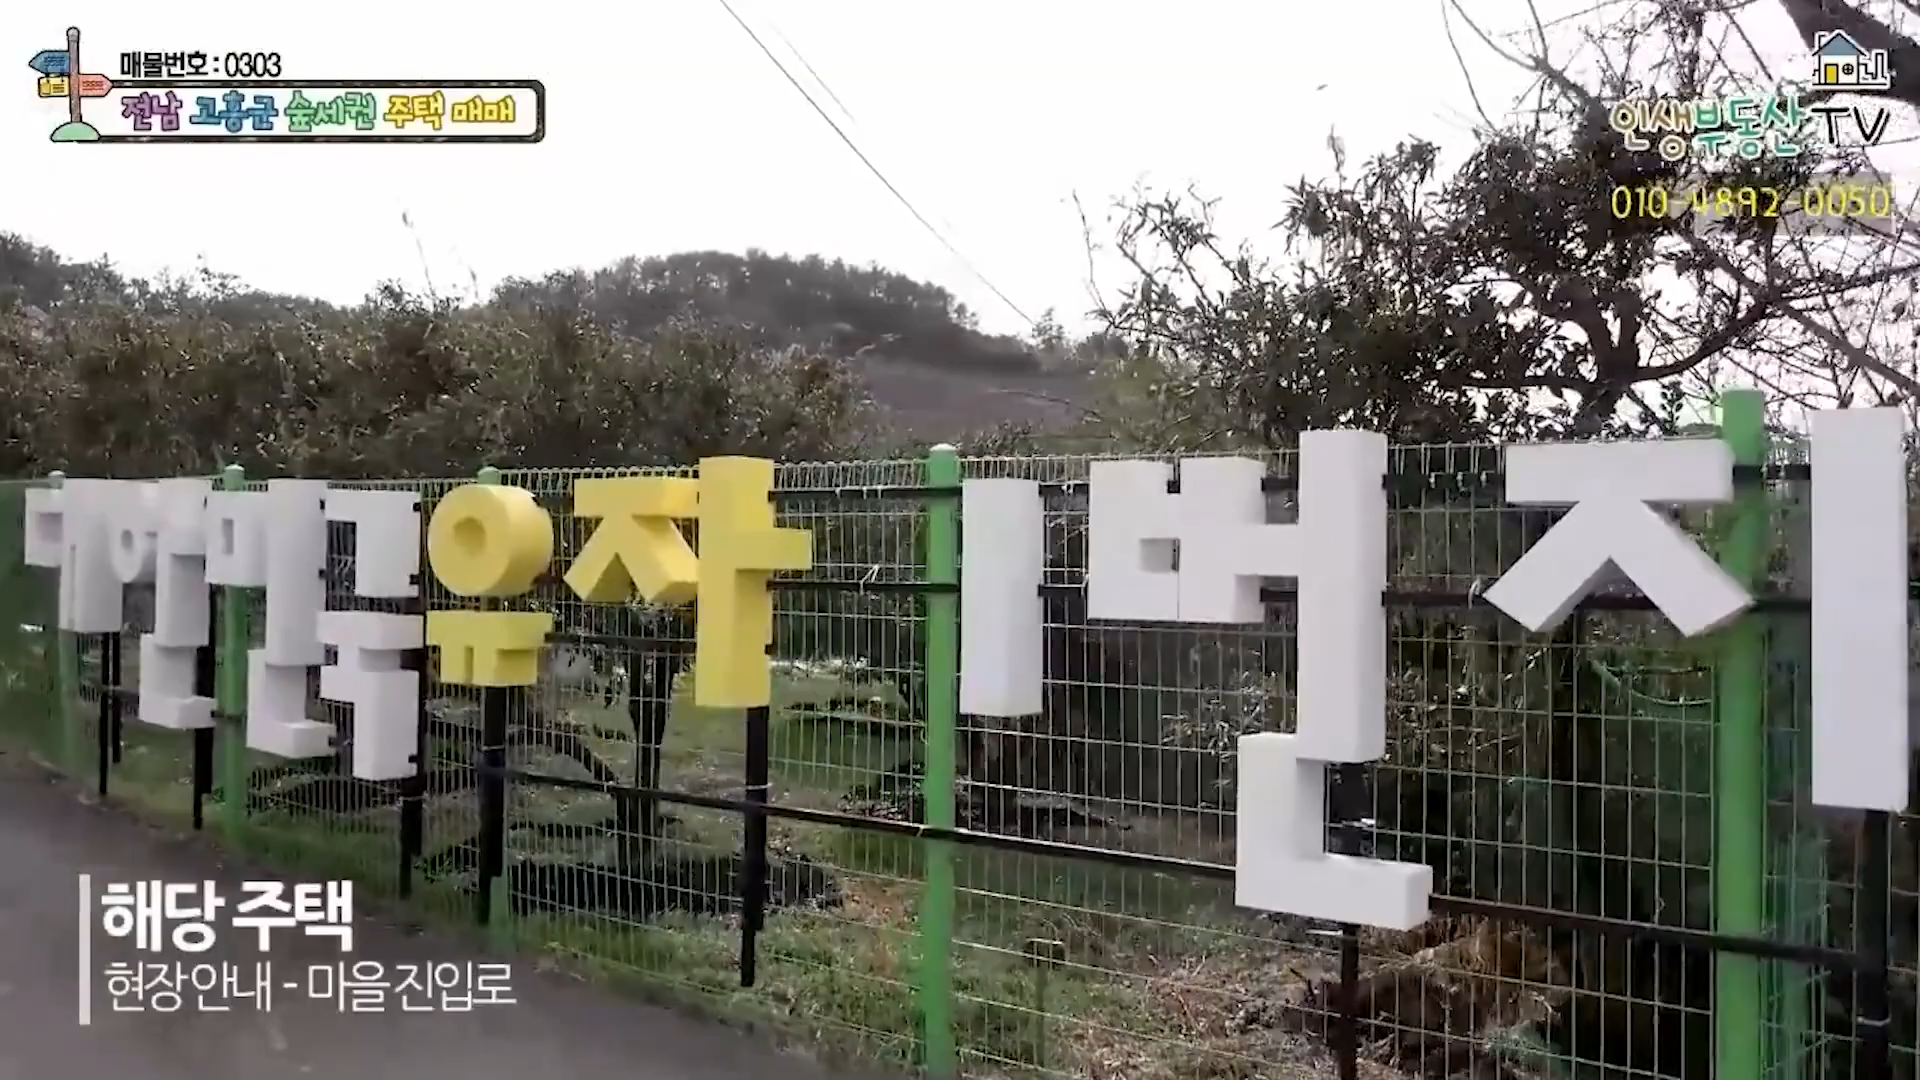 매물번호 : 0303
전남 고흥군 숲세권 주택 매매
인생부동산 TV
010-4892-0050
대한민국 유자 1번지
해당 주택
현장 안내 - 마을 진입로